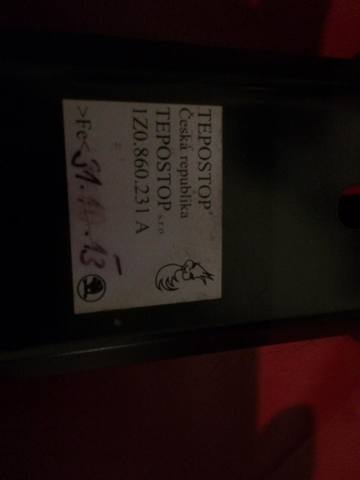 TEPOSTOP
Česká republika
TEPOSTOP s.r.o
1Z0.860.231 A
>Fe< 31.10.13